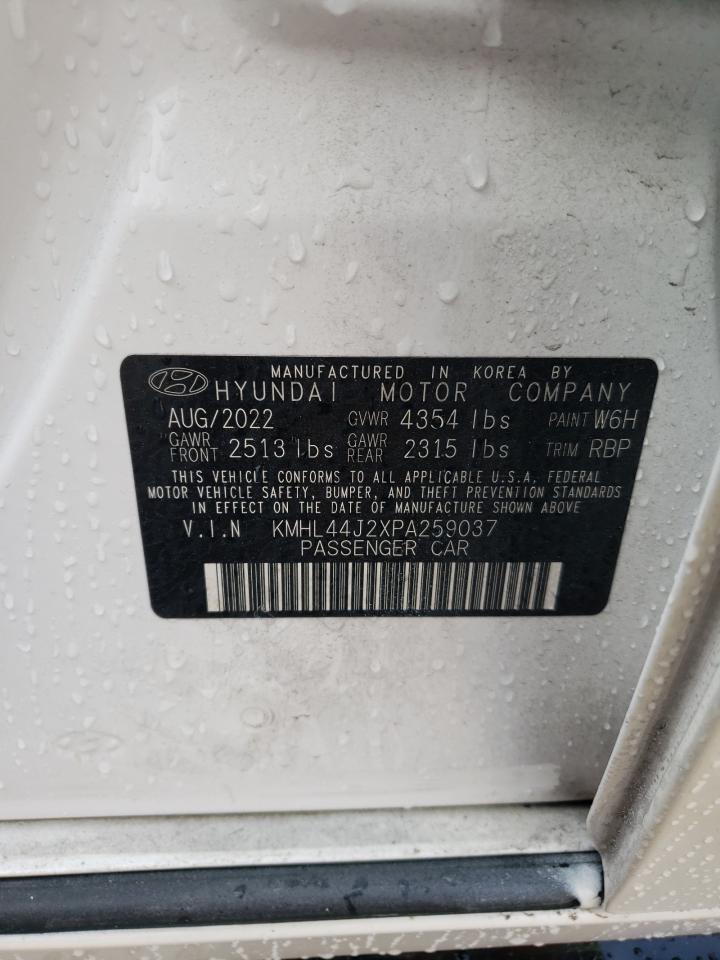 MANUFACTURED IN KOREA BY
HYUNDAI MOTOR COMPANY
AUG/2022 GVWR 4354 lbs PAINT W6H
GAWR FRONT 2513 lbs GAWR REAR 2315 lbs TRIM RBP
THIS VEHICLE CONFORMS TO ALL APPLICABLE U.S.A. FEDERAL
MOTOR VEHICLE SAFETY, BUMPER, AND THEFT PREVENTION STANDARDS
IN EFFECT ON THE DATE OF MANUFACTURE SHOWN ABOVE
V.I.N KMHL44J2XPA259037
PASSENGER CAR